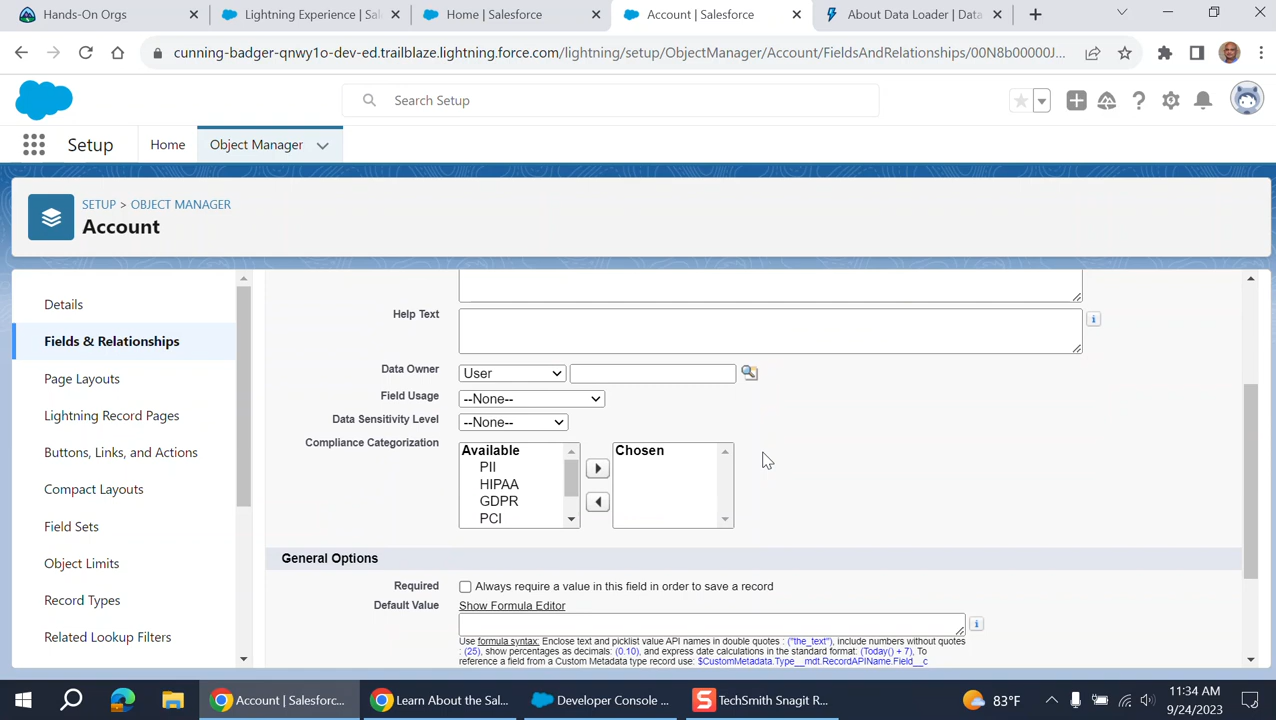 Hands-On Orgs
Lightning Experience | Sal
Home | Salesforce
Account | Salesforce
About Data Loader | Data
cunning-badger-qnwy1o-dev-ed.trailblaze.lightning.force.com/lightning/setup/ObjectManager/Account/FieldsAndRelationships/00N8b00000J...
Search Setup
Setup
Home
Object Manager
SETUP > OBJECT MANAGER
Account
Details
Fields & Relationships
Page Layouts
Lightning Record Pages
Buttons, Links, and Actions
Compact Layouts
Field Sets
Object Limits
Record Types
Related Lookup Filters
Help Text
Data Owner
User
Field Usage
--None--
Data Sensitivity Level
--None--
Compliance Categorization
Available
PII
HIPAA
GDPR
PCI
Chosen
General Options
Required
Always require a value in this field in order to save a record
Default Value
Show Formula Editor
Use formula syntax: Enclose text and picklist value API names in double quotes : ("the_text"), include numbers without quotes
: (25), show percentages as decimals: (0.10), and express date calculations in the standard format: (Today() + 7), To
reference a field from a Custom Metadata type record use: $CustomMetadata.Type__mdt.RecordAPIName.Field__c
Account | Salesforc...
Learn About the Sal...
Developer Console ...
TechSmith Snagit R...
83°F
11:34 AM
9/24/2023